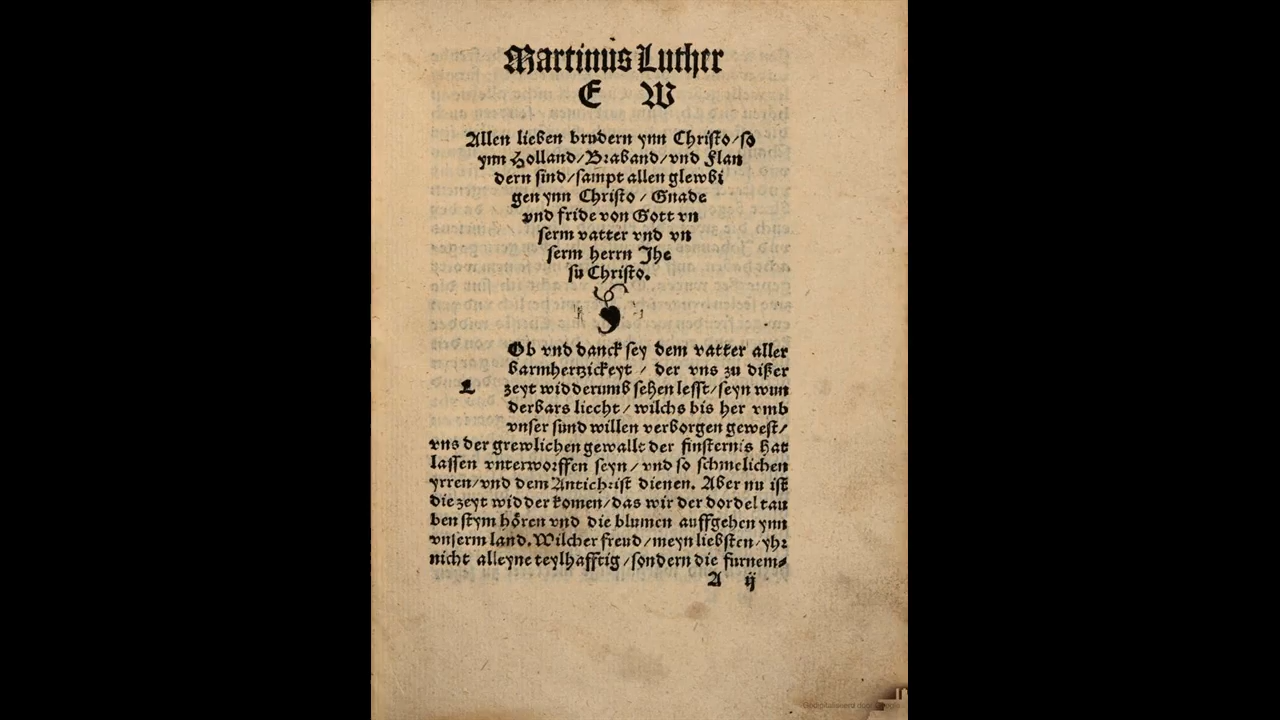 Martinus Luther
E W
Allen lieben brudern ynn Christo/so
ynn Holland/Braband/vnd Flan
dern sind/sampt allen glewbi
gen ynn Christo / Gnade
vnd fride von Gott vn
serm vatter vnd vn
serm herrn Jhe
su Christo.
Ob vnd danck sey dem vatter aller
barmhertzickeyt / der vns zu dißer
L zeyt widderumb sehen lesst/seyn wun
derbars liecht / wilchs bis her vmb
vnser sund willen verborgen gewest/
vns der grewlichen gewallt der finsternis hat
lassen vnterworffen seyn / vnd so schmelichen
yrren/vnd dem Antichrist dienen. Aber nu ist
die zeyt widder komen/das wir der dordel tau
ben stym hören vnd die blumen auffgehen ynn
vnserm land. Wilcher freud/meyn liebsten/yhr
nicht alleyne teylhafftig /sondern die furnem⸗
A ij